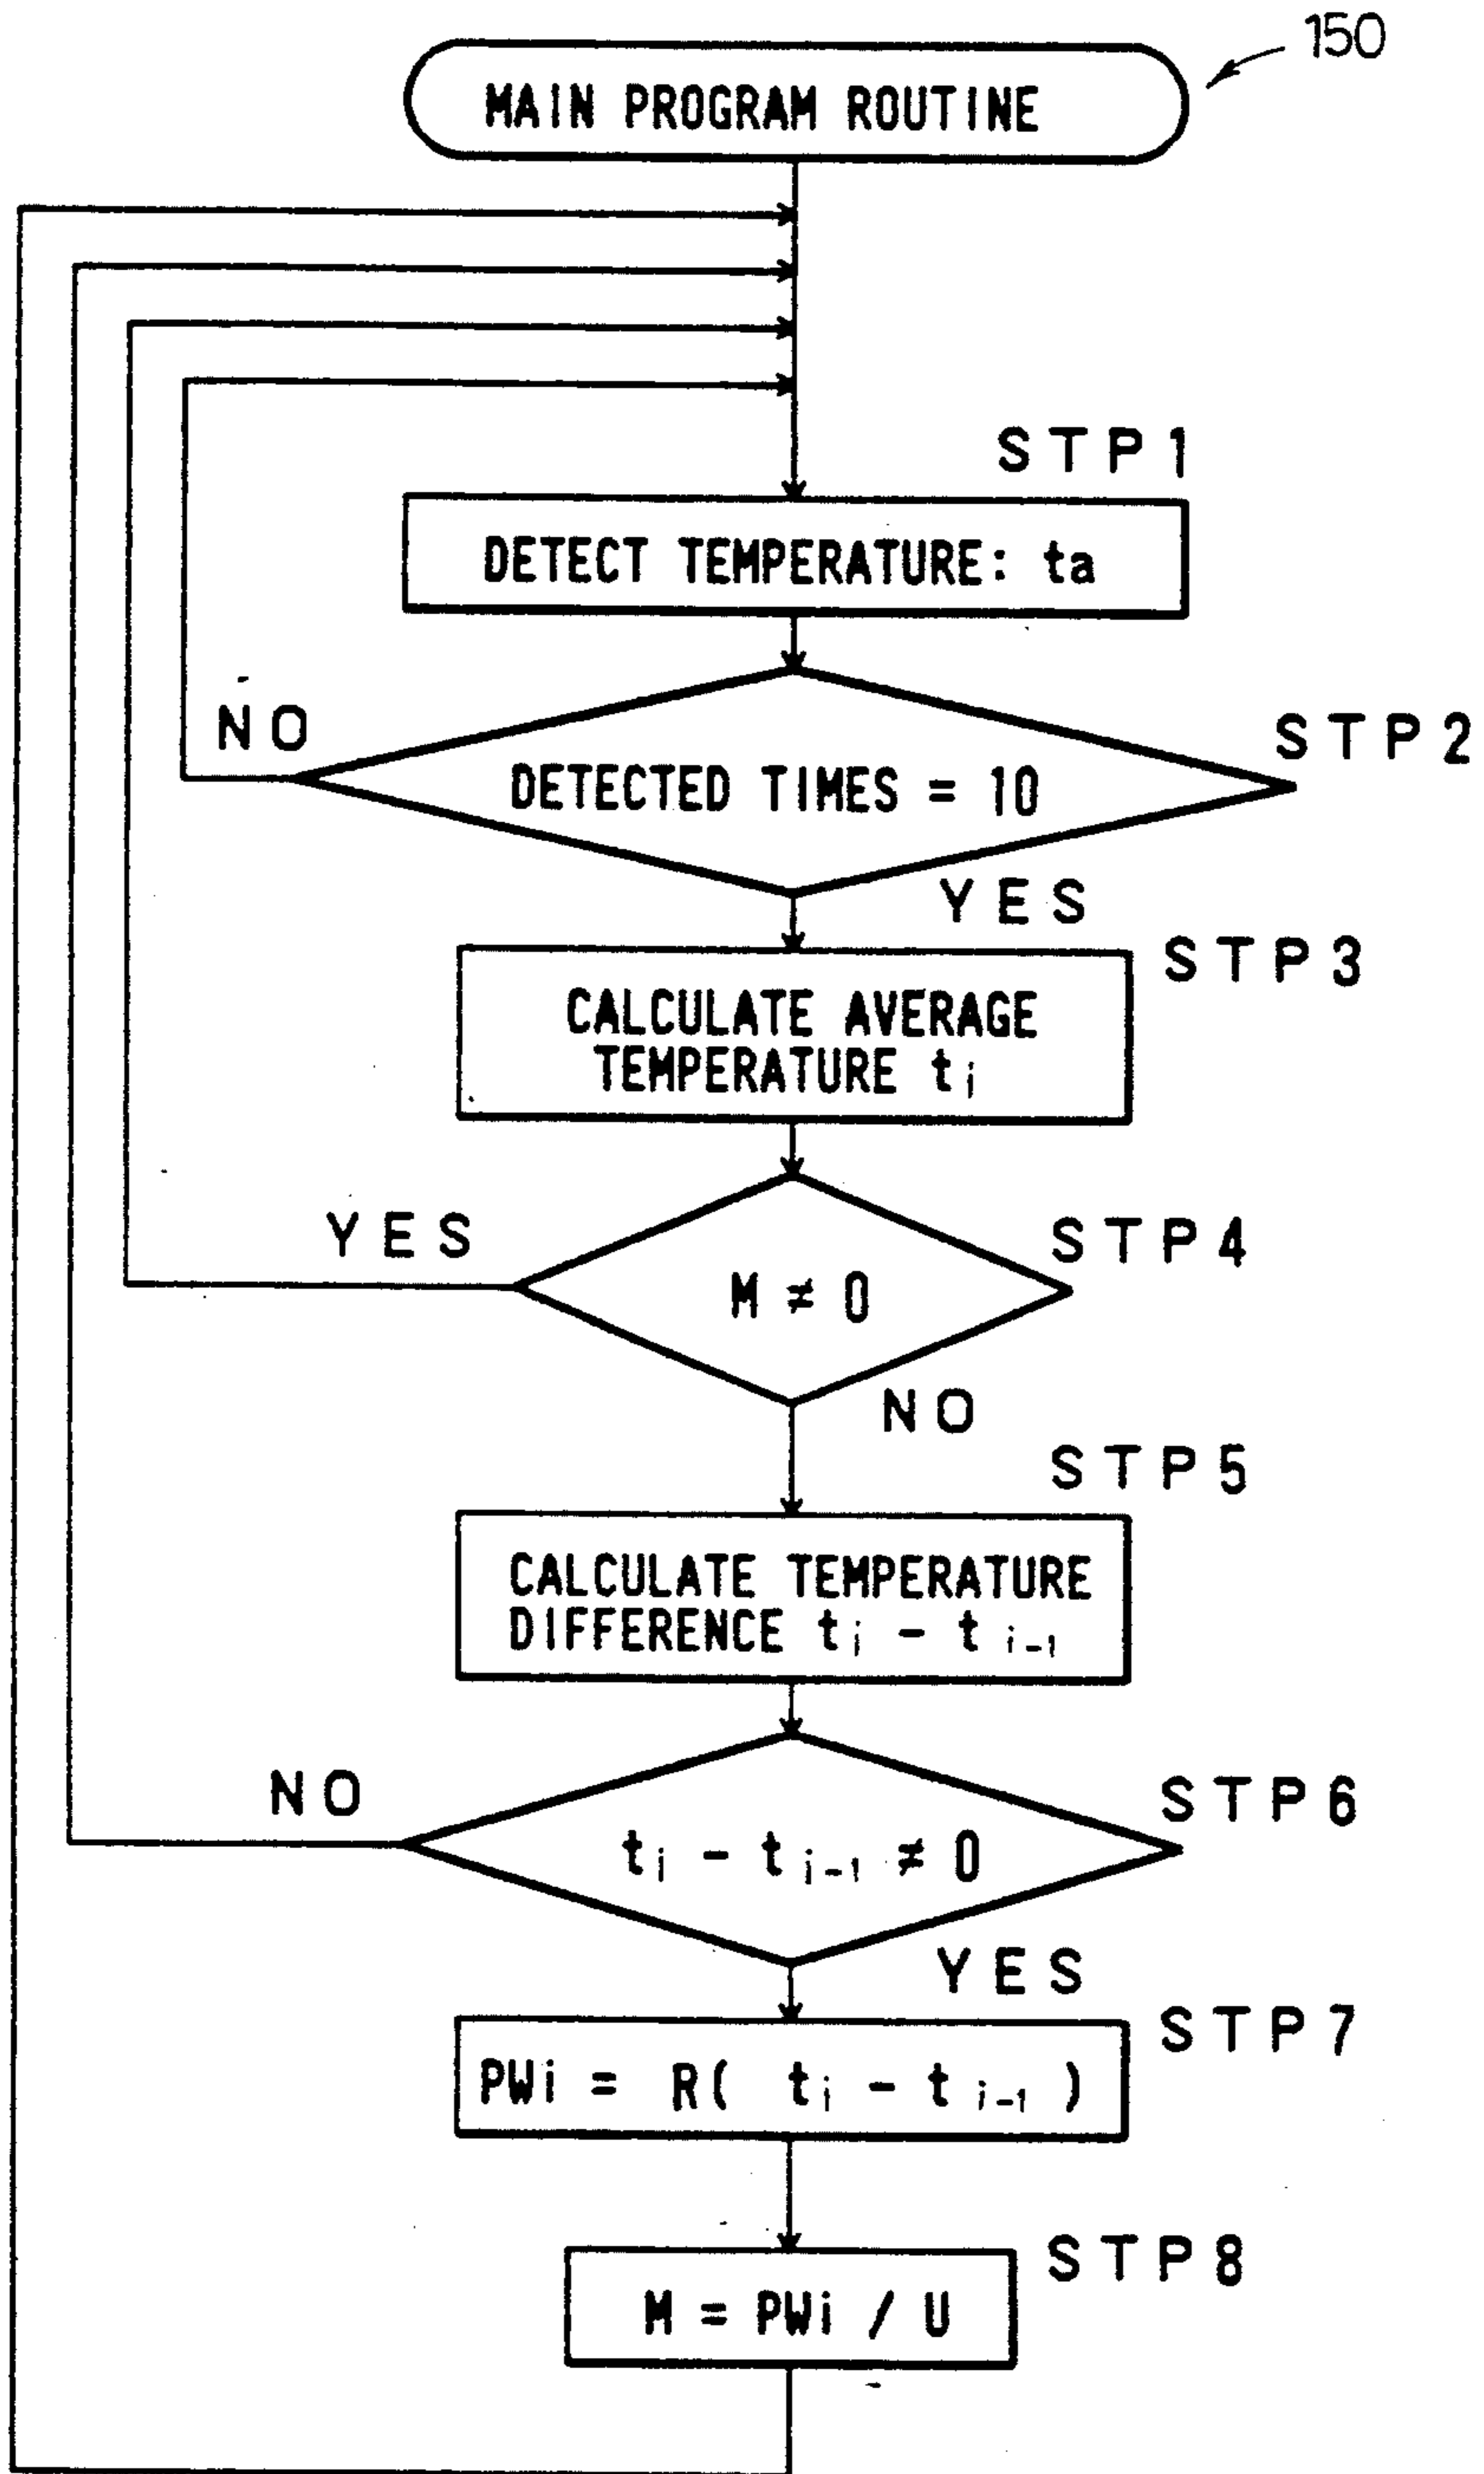 150
MAIN PROGRAM ROUTINE
STP1
DETECT TEMPERATURE: ta
NO
STP2
DETECTED TIMES = 10
YES
STP3
CALCULATE AVERAGE
TEMPERATURE ti
YES
STP4
M ≠ 0
NO
STP5
CALCULATE TEMPERATURE
DIFFERENCE ti - ti-1
NO
STP6
ti - ti-1 ≠ 0
YES
STP7
PWi = R( ti - ti-1 )
STP8
M = PWi / U